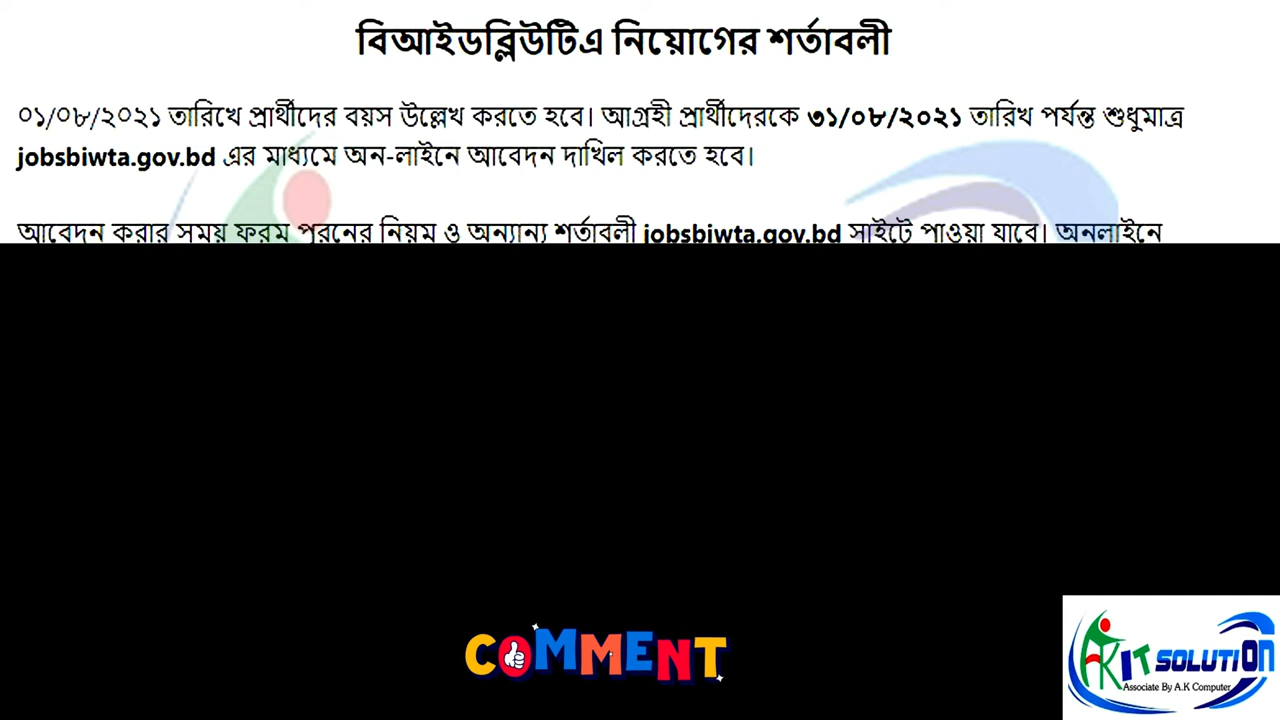 বিআইডব্লিউটিএ নিয়োগের শর্তাবলী
০১/০৮/২০২১ তারিখে প্রার্থীদের বয়স উল্লেখ করতে হবে। আগ্রহী প্রার্থীদেরকে ৩১/০৮/২০২১ তারিখ পর্যন্ত শুধুমাত্র
jobsbiwta.gov.bd এর মাধ্যমে অন-লাইনে আবেদন দাখিল করতে হবে।
আবেদন করার সময় ফরম পূরনের নিয়ম ও অন্যান্য শর্তাবলী jobsbiwta.gov.bd সাইটে পাওয়া যাবে। অনলাইনে
COMMENT
AK IT SOLUTION
Associate By A.K Computer